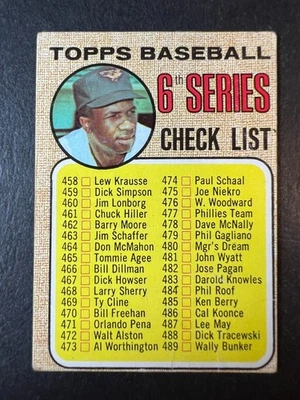 TOPPS BASEBALL
6th SERIES
CHECK LIST
458 Lew Krausse
459 Dick Simpson
460 Jim Lonborg
461 Chuck Hiller
462 Barry Moore
463 Jim Schaffer
464 Don McMahon
465 Tommie Agee
466 Bill Dillman
467 Dick Howser
468 Larry Sherry
469 Ty Cline
470 Bill Freehan
471 Orlando Pena
472 Walt Alston
473 Al Worthington
474 Paul Schaal
475 Joe Niekro
476 W. Woodward
477 Phillies Team
478 Dave McNally
479 Phil Gagliano
480 Mgr's Dream
481 John Wyatt
482 Jose Pagan
483 Darold Knowles
484 Phil Roof
485 Ken Berry
486 Cal Koonce
487 Lee May
488 Dick Tracewski
489 Wally Bunker